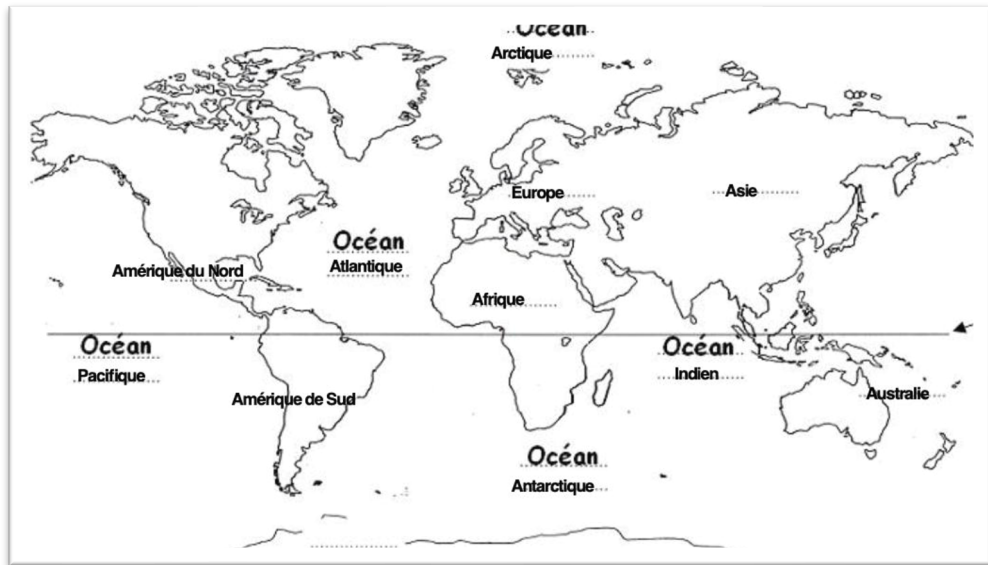 Océan
Arctique
Europe
Asie
Océan
Atlantique
Amérique du Nord
Afrique
Océan
Pacifique
Océan
Indien
Amérique de Sud
Australie
Océan
Antarctique